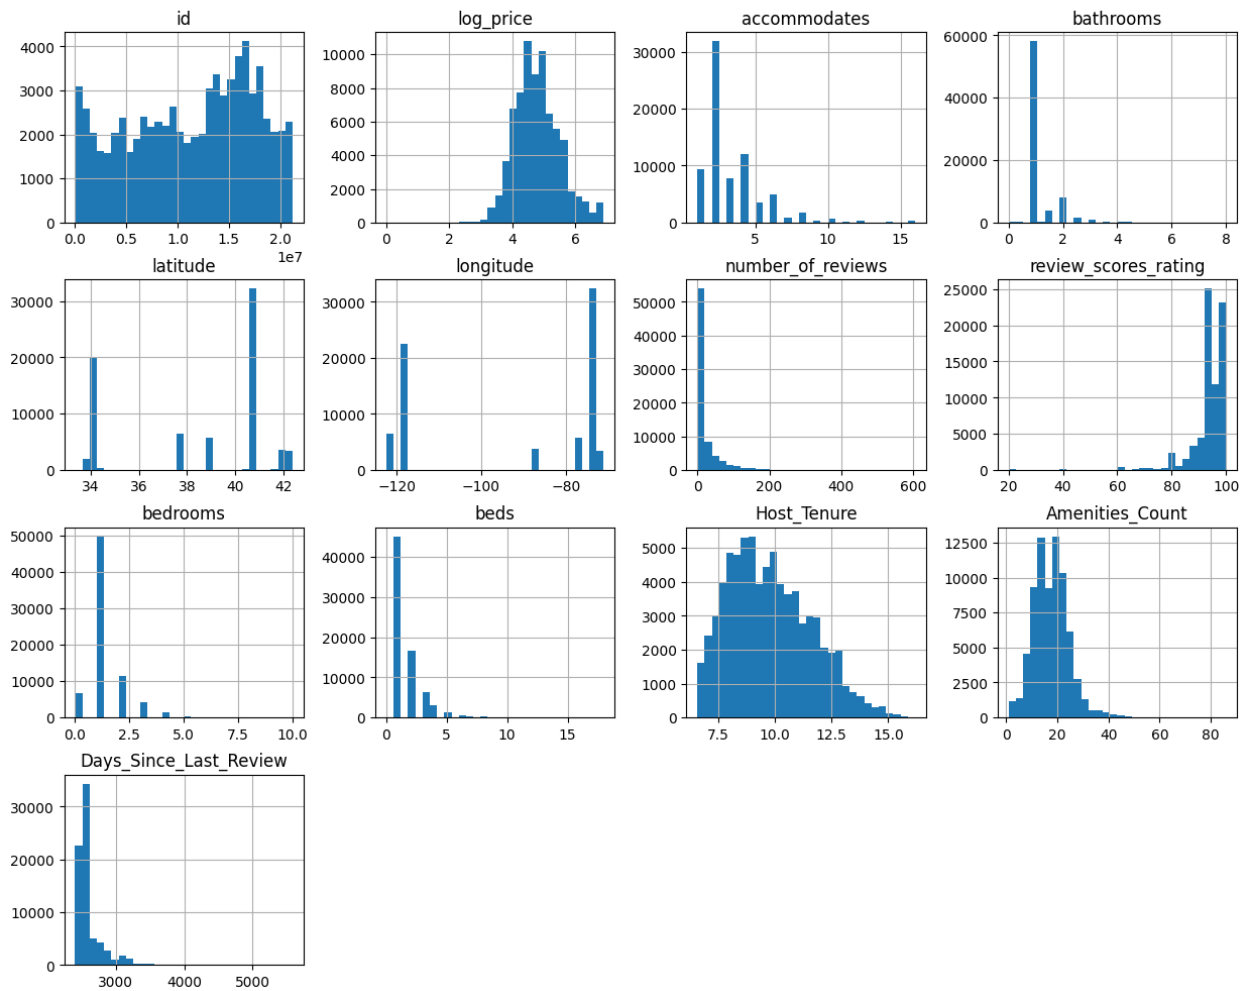 id
4000
3000
2000
1000
0
0.0 0.5 1.0 1.5 2.0
1e7
log_price
10000
8000
6000
4000
2000
0
0 2 4 6
accommodates
30000
20000
10000
0
5 10 15
bathrooms
60000
40000
20000
0
0 2 4 6 8
latitude
30000
20000
10000
0
34 36 38 40 42
longitude
30000
20000
10000
0
−120 −100 −80
number_of_reviews
50000
40000
30000
20000
10000
0
0 200 400 600
review_scores_rating
25000
20000
15000
10000
5000
0
20 40 60 80 100
bedrooms
50000
40000
30000
20000
10000
0
0.0 2.5 5.0 7.5 10.0
beds
40000
30000
20000
10000
0
0 5 10 15
Host_Tenure
5000
4000
3000
2000
1000
0
7.5 10.0 12.5 15.0
Amenities_Count
12500
10000
7500
5000
2500
0
0 20 40 60 80
Days_Since_Last_Review
30000
20000
10000
0
3000 4000 5000